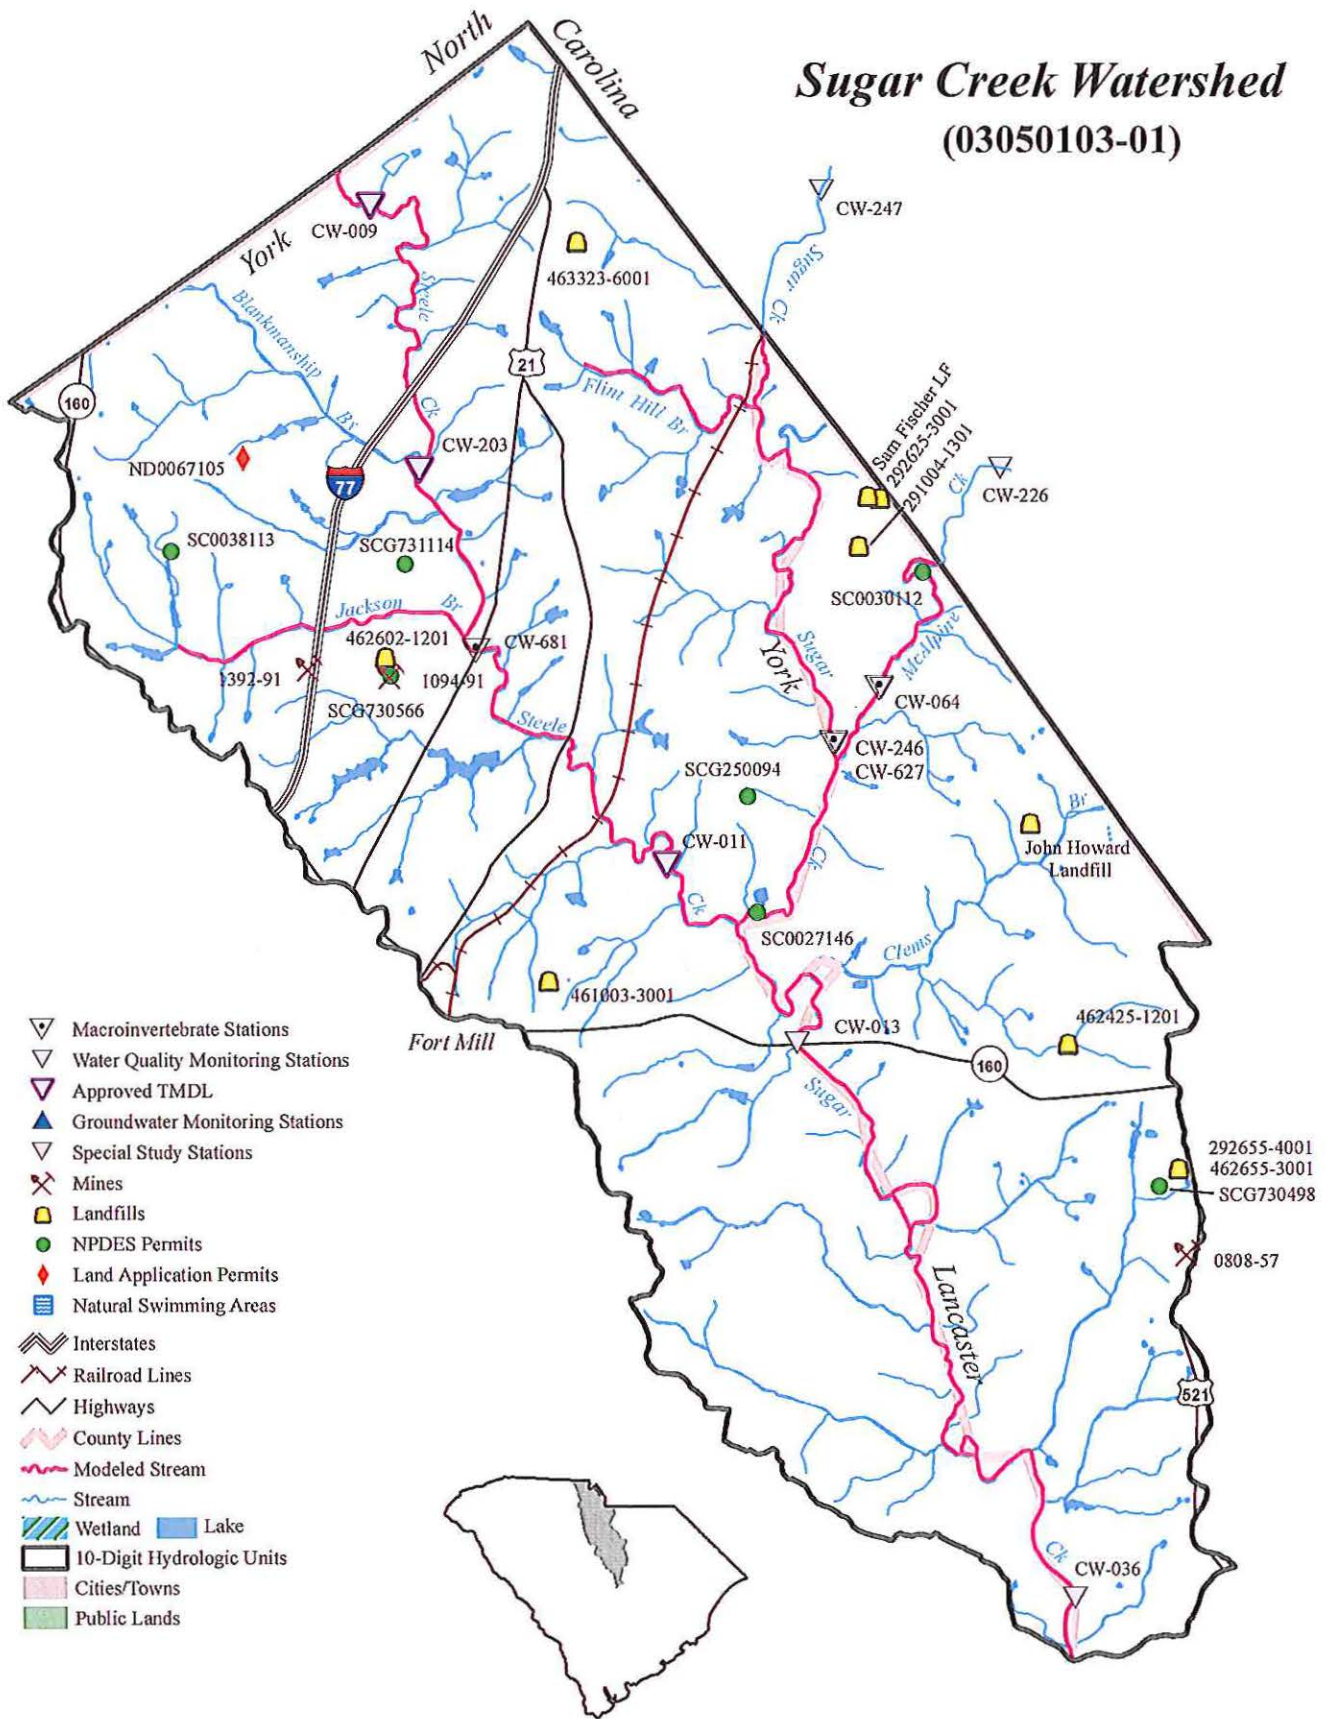 Sugar Creek Watershed
(03050103-01)
North
Carolina
CW-247
CW-009
York
Sugar Ck
463323-6001
Steele
Blankmanship
21
160
Flint Hill Br
Sam Fischer LF
292625-3001
291004-1301
Br
Ck
CW-203
ND0067105
77
Ck
CW-226
SC0038113
SCG731114
SC0030112
Jackson Br
McAlpine
462602-1201
CW-681
Sugar
York
1392-91
1094-91
CW-064
SCG730566
Steele
CW-246
CW-627
SCG250094
Br
CW-011
Ck
John Howard
Landfill
Ck
SC0027146
Clems
461003-3001
462425-1201
CW-013
Fort Mill
160
Sugar
292655-4001
462655-3001
SCG730498
0808-57
Lancaster
521
Ck
CW-036
Macroinvertebrate Stations
Water Quality Monitoring Stations
Approved TMDL
Groundwater Monitoring Stations
Special Study Stations
Mines
Landfills
NPDES Permits
Land Application Permits
Natural Swimming Areas
Interstates
Railroad Lines
Highways
County Lines
Modeled Stream
Stream
Wetland Lake
10-Digit Hydrologic Units
Cities/Towns
Public Lands